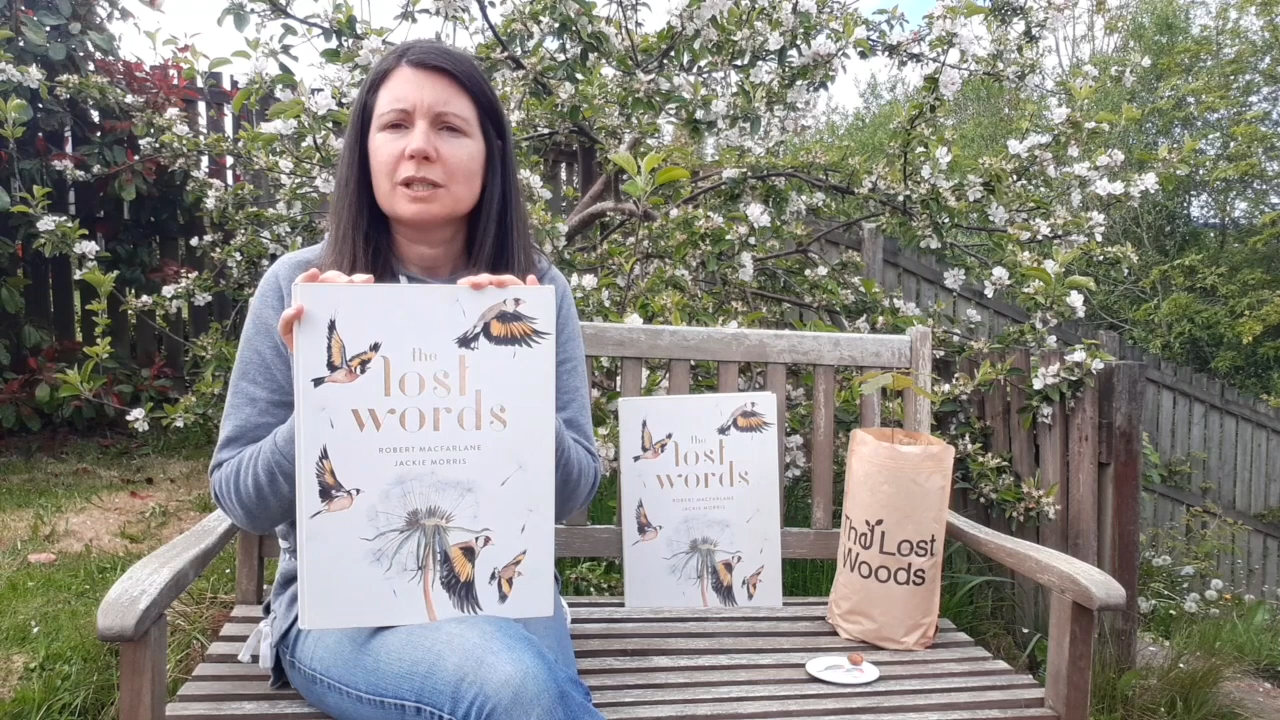 the
lost
words
ROBERT MACFARLANE
JACKIE MORRIS
the
lost
words
ROBERT MACFARLANE
JACKIE MORRIS
The Lost
Woods